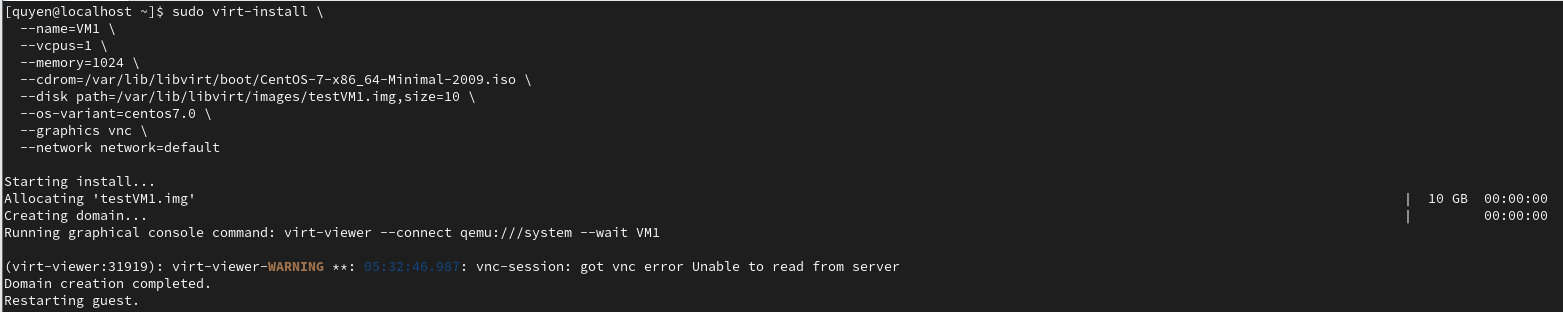 [quyen@localhost ~]$ sudo virt-install \
  --name=VM1 \
  --vcpus=1 \
  --memory=1024 \
  --cdrom=/var/lib/libvirt/boot/CentOS-7-x86_64-Minimal-2009.iso \
  --disk path=/var/lib/libvirt/images/testVM1.img,size=10 \
  --os-variant=centos7.0 \
  --graphics vnc \
  --network network=default
Starting install...
Allocating 'testVM1.img' | 10 GB 00:00:00
Creating domain... | 00:00:00
Running graphical console command: virt-viewer --connect qemu:///system --wait VM1
(virt-viewer:31919): virt-viewer-WARNING **: 05:32:46.987: vnc-session: got vnc error Unable to read from server
Domain creation completed.
Restarting guest.